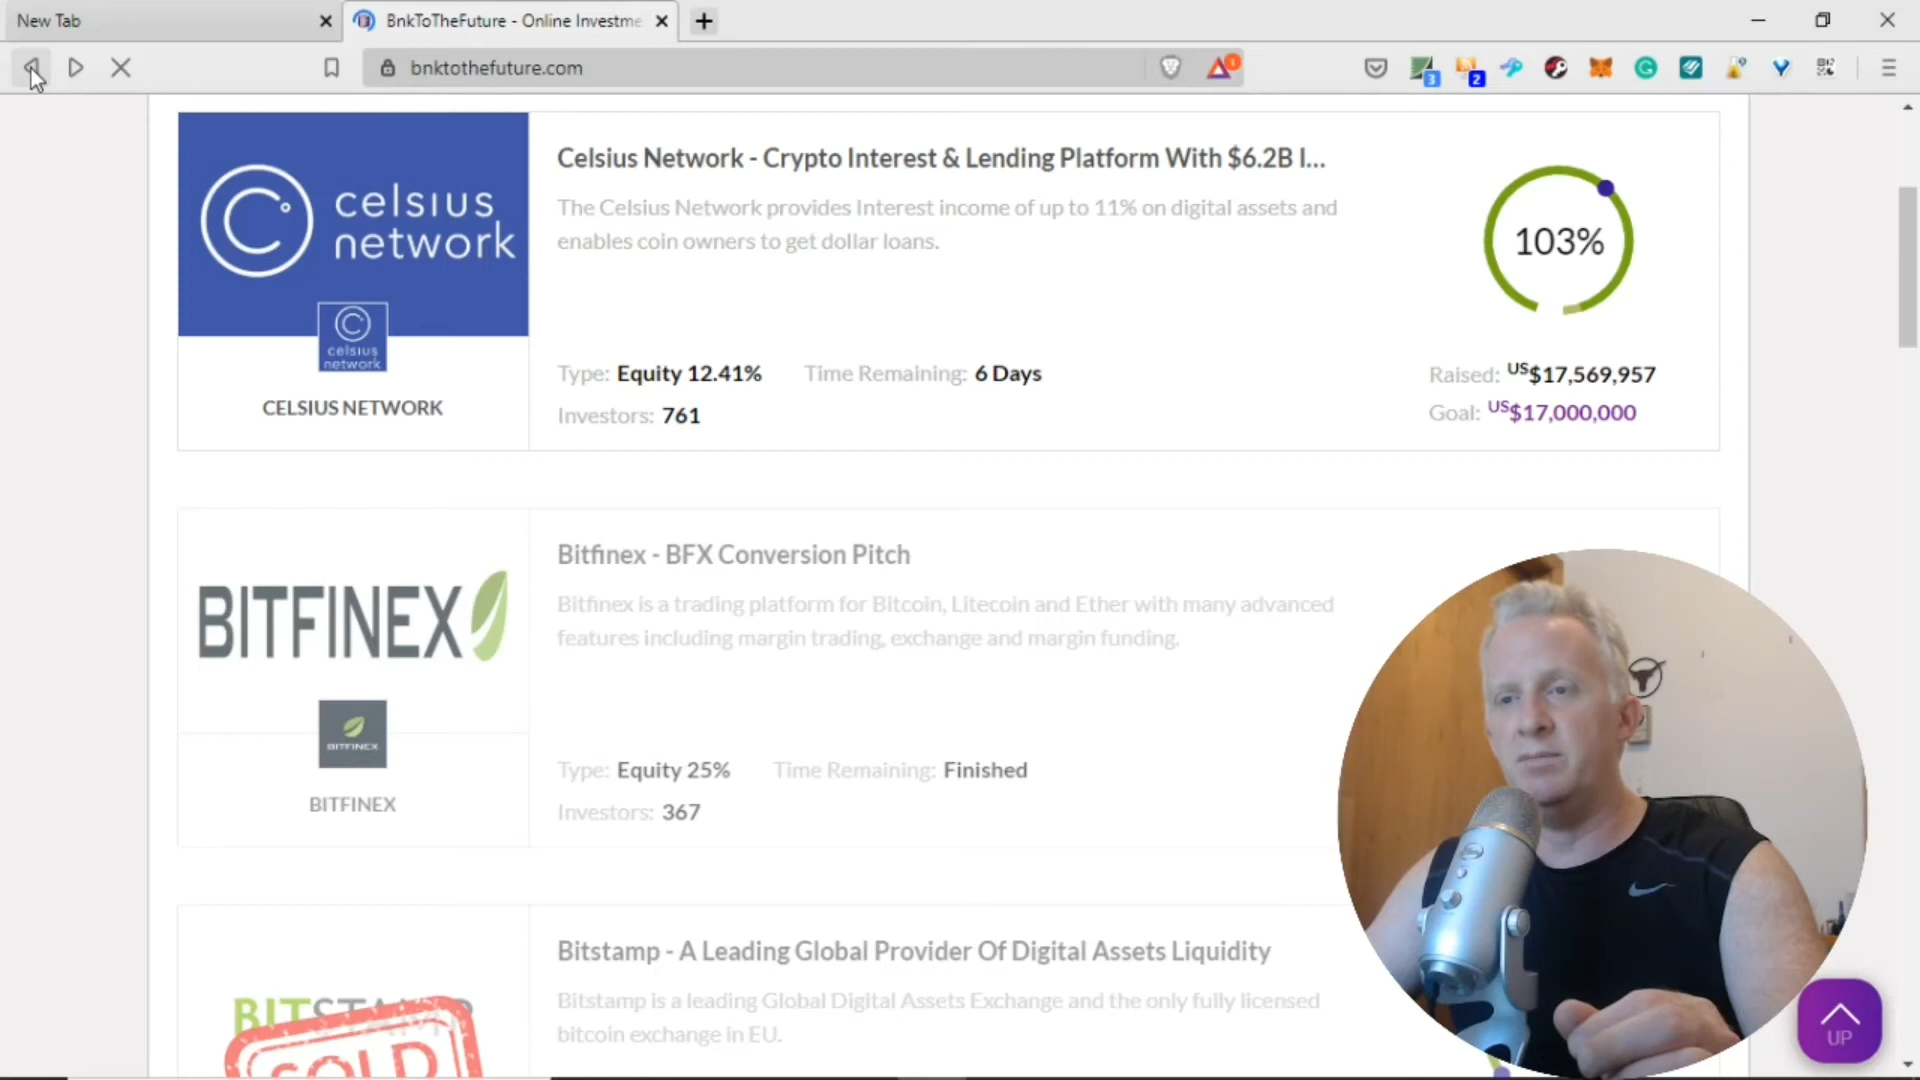 New Tab
BnkToTheFuture - Online Investme
bnktothefuture.com
1
3
2
celsius
network
celsius
network
CELSIUS NETWORK
Celsius Network - Crypto Interest & Lending Platform With $6.2B I...
The Celsius Network provides Interest income of up to 11% on digital assets and
enables coin owners to get dollar loans.
Type: Equity 12.41% Time Remaining: 6 Days
Investors: 761
103%
Raised: US$17,569,957
Goal: US$17,000,000
BITFINEX
BITFINEX
BITFINEX
Bitfinex - BFX Conversion Pitch
Bitfinex is a trading platform for Bitcoin, Litecoin and Ether with many advanced
features including margin trading, exchange and margin funding.
Type: Equity 25% Time Remaining: Finished
Investors: 367
BITSTAMP
SOLD
Bitstamp - A Leading Global Provider Of Digital Assets Liquidity
Bitstamp is a leading Global Digital Assets Exchange and the only fully licensed
bitcoin exchange in EU.
UP